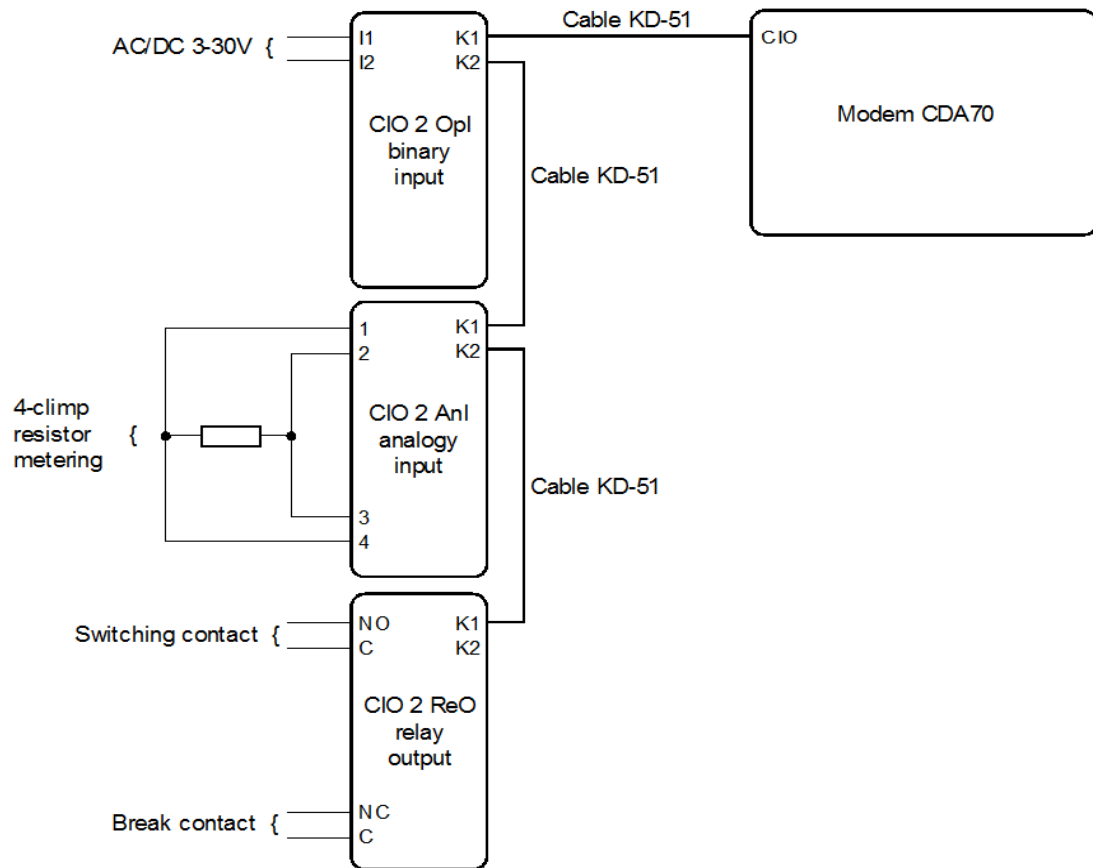 Cable KD-51
AC/DC 3-30V {
I1
I2
K1
K2
CIO 2 OpI
binary
input
CIO
Modem CDA70
Cable KD-51
1
2
K1
K2
4-climp
resistor
metering
{
CIO 2 AnI
analogy
input
3
4
Cable KD-51
Switching contact {
NO
C
K1
K2
CIO 2 ReO
relay
output
Break contact {
NC
C